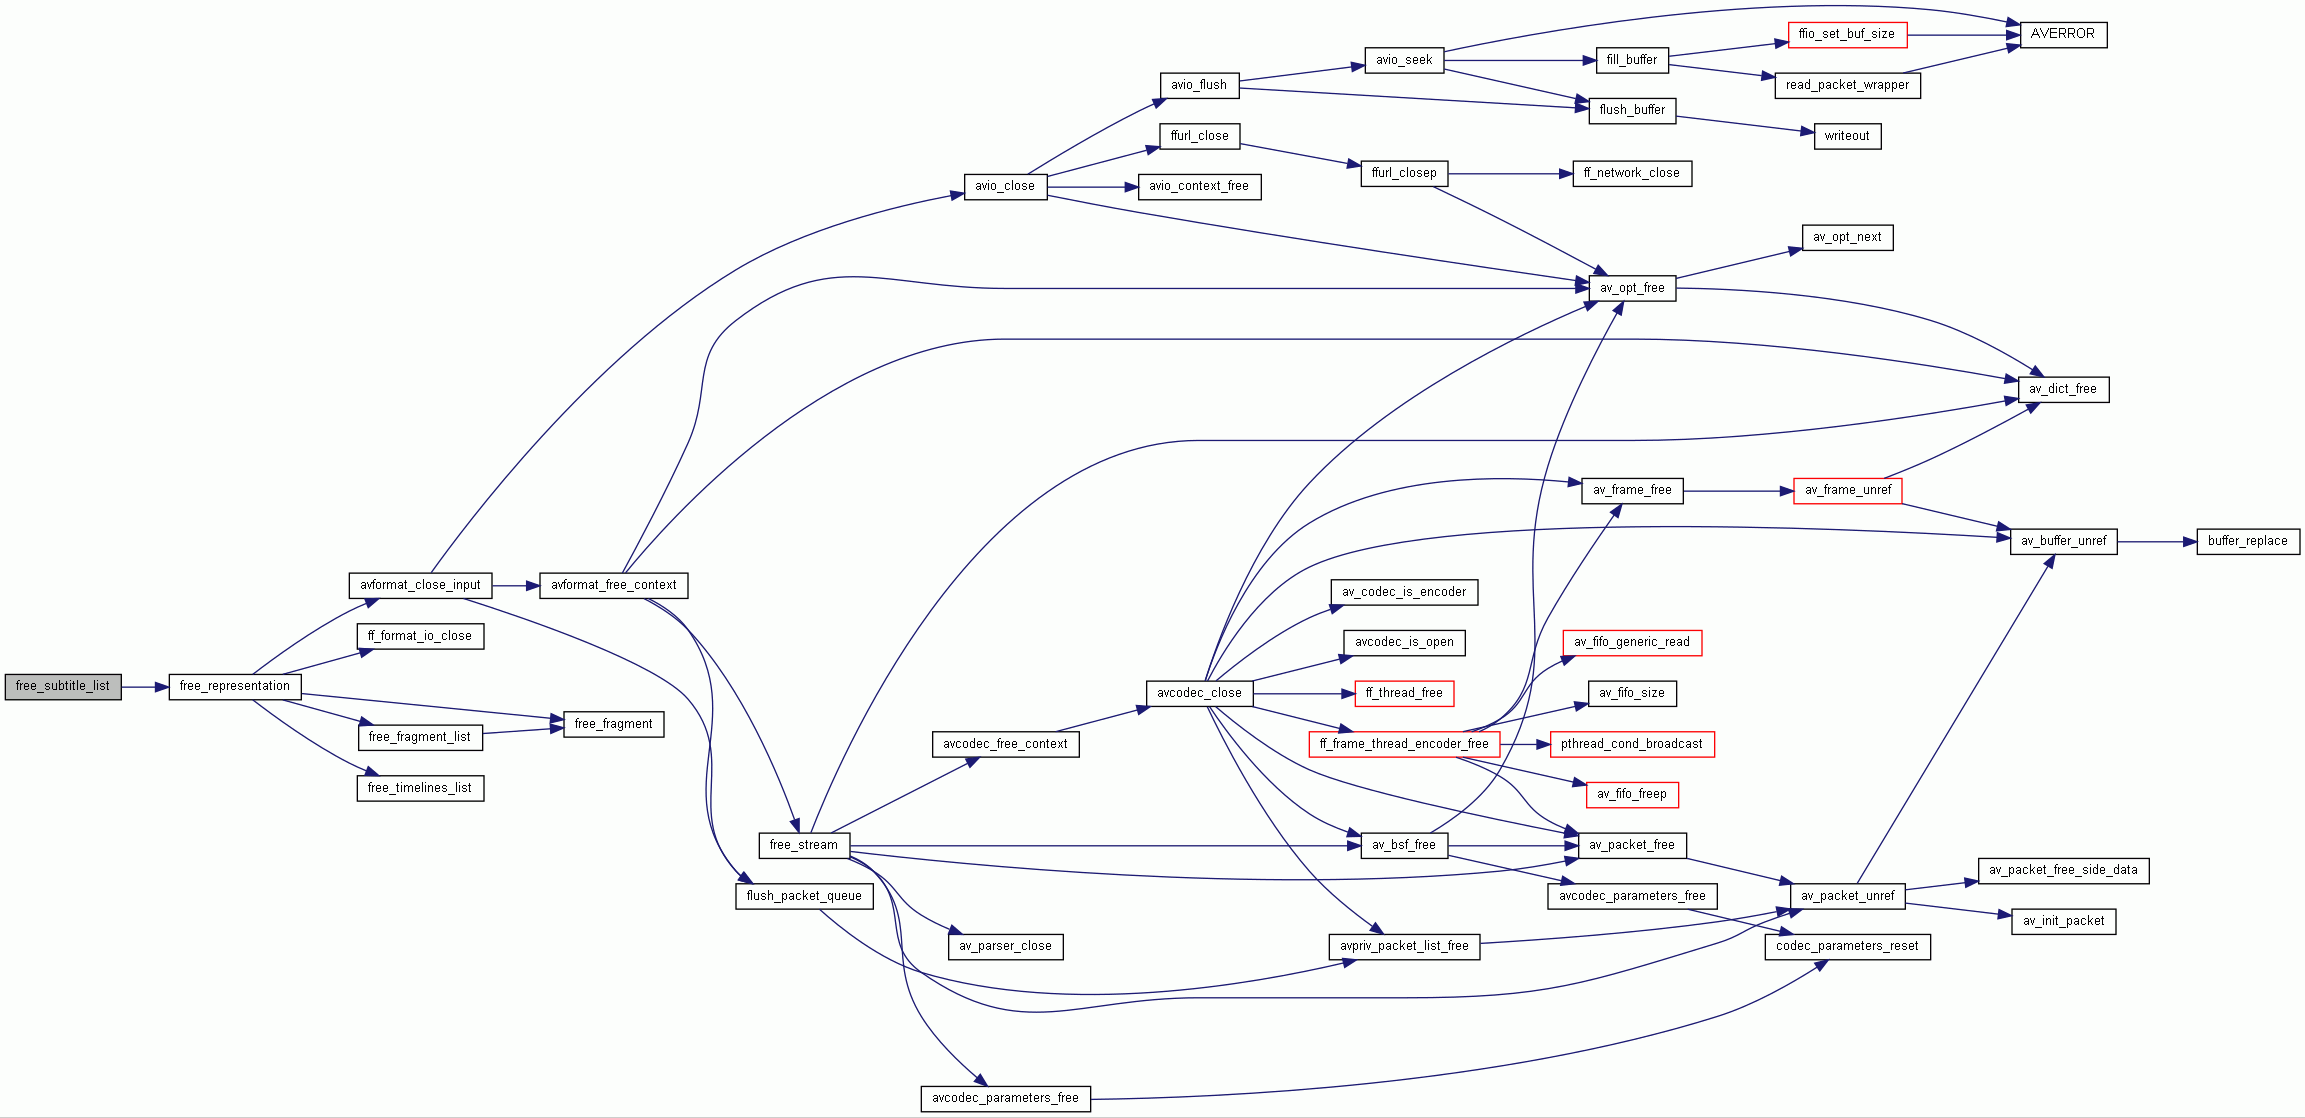 free_subtitle_list
free_representation
avformat_close_input
ff_format_io_close
free_fragment_list
free_timelines_list
avformat_free_context
free_fragment
free_stream
flush_packet_queue
avio_close
avcodec_free_context
av_parser_close
avcodec_parameters_free
avio_flush
ffurl_close
avio_context_free
avcodec_close
avio_seek
ffurl_closep
av_codec_is_encoder
avcodec_is_open
ff_thread_free
ff_frame_thread_encoder_free
av_bsf_free
avpriv_packet_list_free
fill_buffer
flush_buffer
ff_network_close
av_opt_free
av_frame_free
av_fifo_generic_read
av_fifo_size
pthread_cond_broadcast
av_fifo_freep
av_packet_free
avcodec_parameters_free
ffio_set_buf_size
read_packet_wrapper
writeout
av_opt_next
av_frame_unref
av_packet_unref
codec_parameters_reset
AVERROR
av_dict_free
av_buffer_unref
av_packet_free_side_data
av_init_packet
buffer_replace